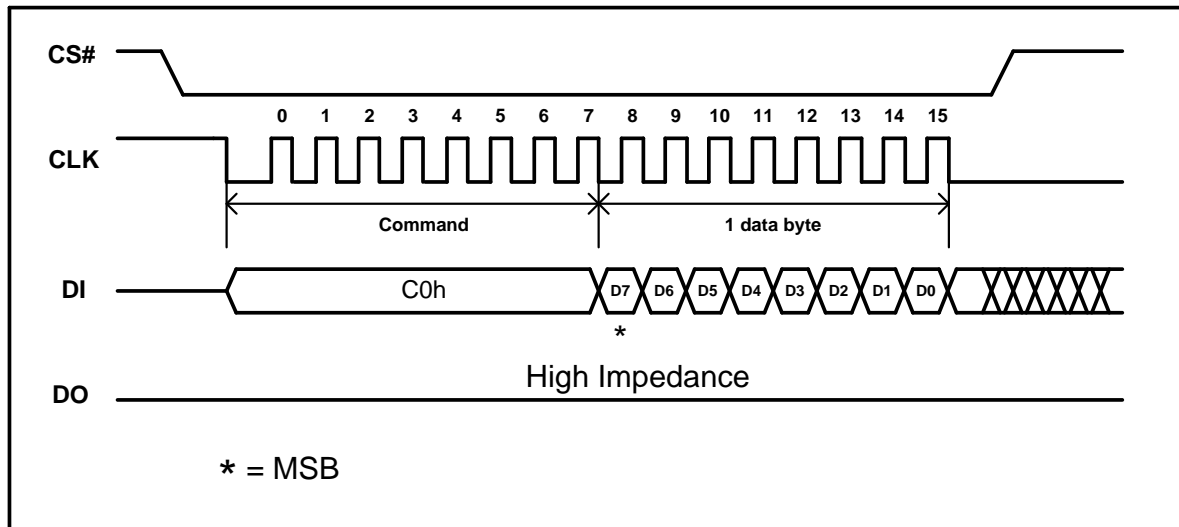 CS#
0 1 2 3 4 5 6 7 8 9 10 11 12 13 14 15
CLK
Command 1 data byte
DI C0h D7 D6 D5 D4 D3 D2 D1 D0
*
High Impedance
DO
* = MSB